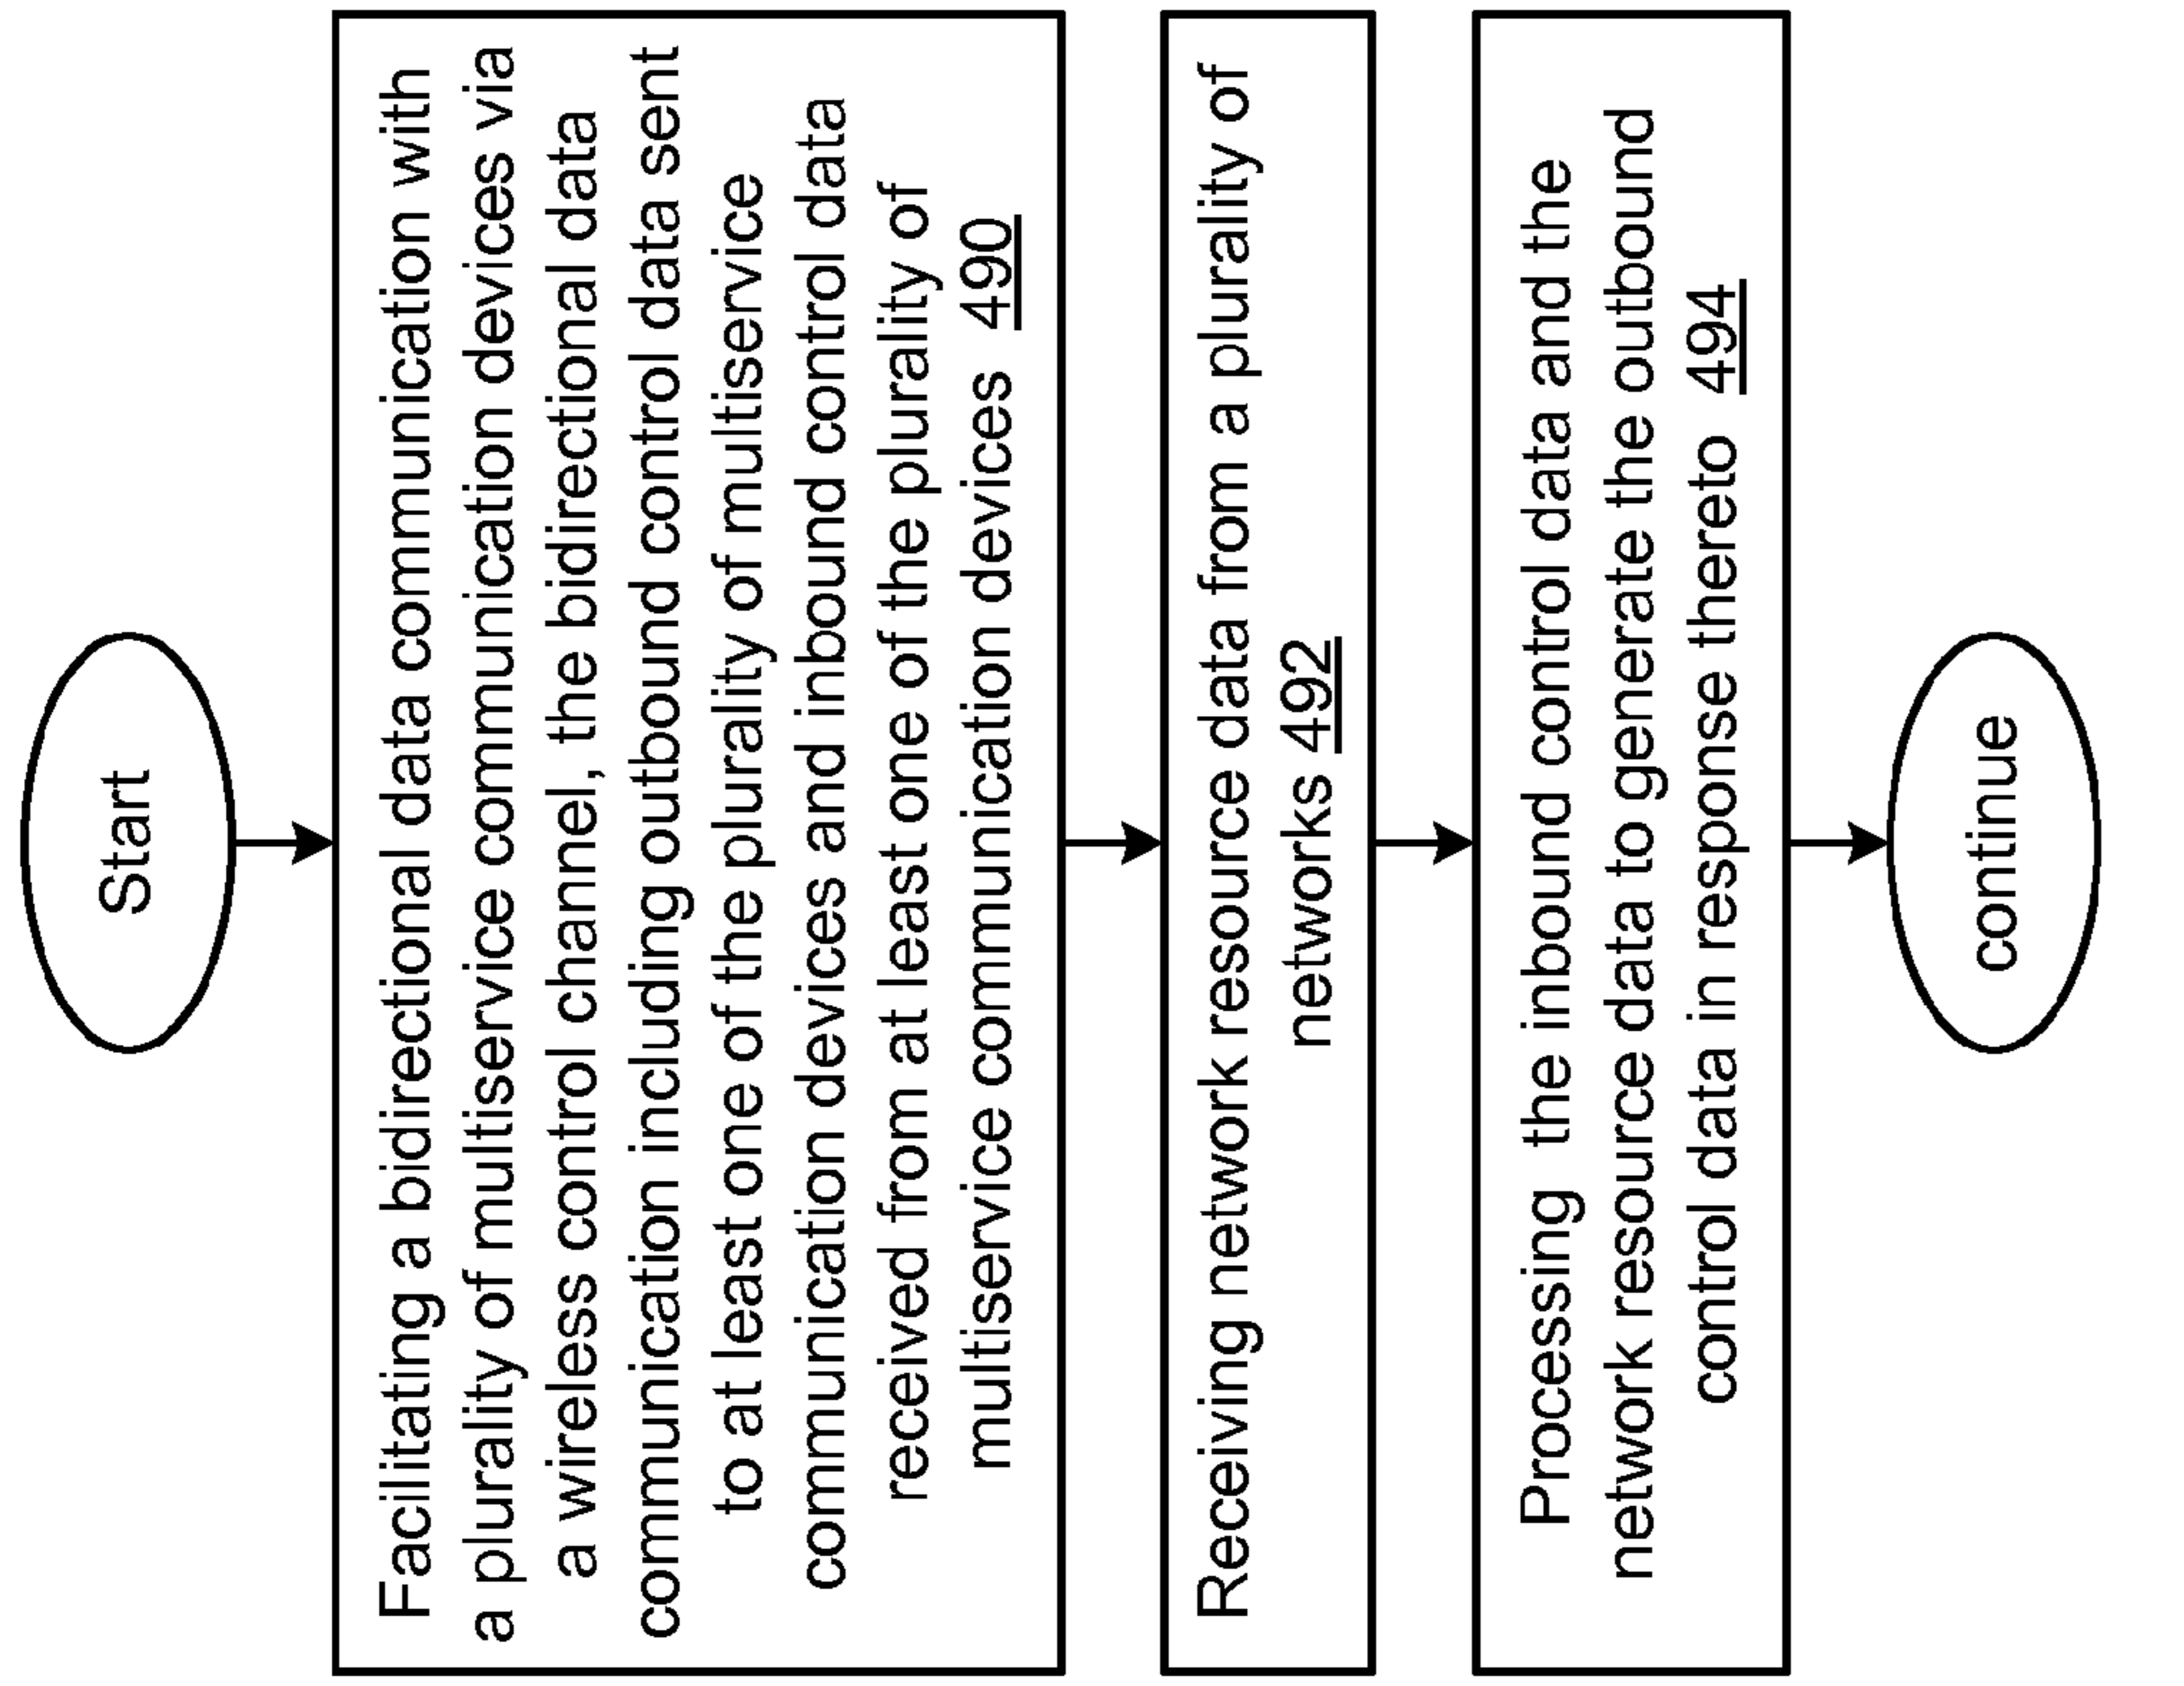 Start
Facilitating a bidirectional data communication with
a plurality of multiservice communication devices via
a wireless control channel, the bidirectional data
communication including outbound control data sent
to at least one of the plurality of multiservice
communication devices and inbound control data
received from at least one of the plurality of
multiservice communication devices 490
Receiving network resource data from a plurality of
networks 492
Processing the inbound control data and the
network resource data to generate the outbound
control data in response thereto 494
continue